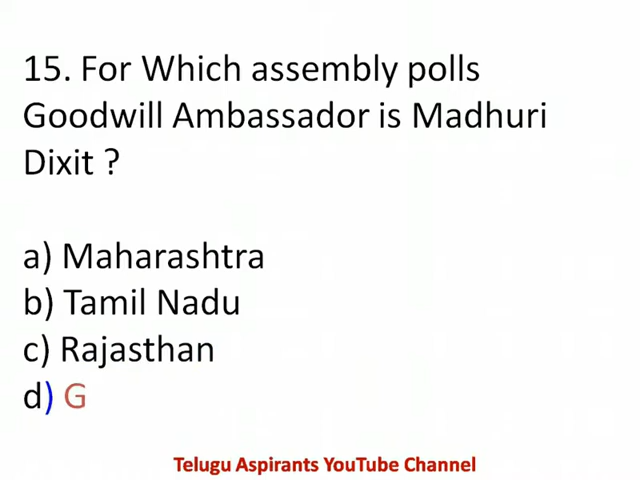 15. For Which assembly polls
Goodwill Ambassador is Madhuri
Dixit ?
a) Maharashtra
b) Tamil Nadu
c) Rajasthan
d) G
Telugu Aspirants YouTube Channel